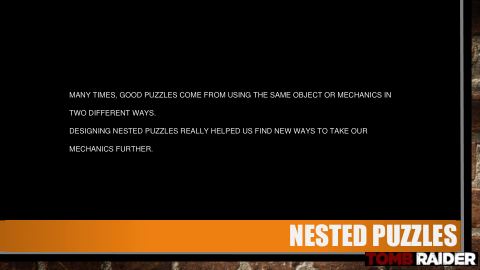 MANY TIMES, GOOD PUZZLES COME FROM USING THE SAME OBJECT OR MECHANICS IN
TWO DIFFERENT WAYS.
DESIGNING NESTED PUZZLES REALLY HELPED US FIND NEW WAYS TO TAKE OUR
MECHANICS FURTHER.
NESTED PUZZLES
TOMB RAIDER